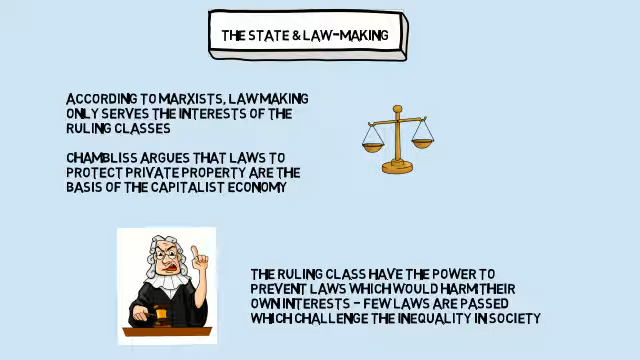 THE STATE & LAW-MAKING
ACCORDING TO MARXISTS, LAWMAKING
ONLY SERVES THE INTERESTS OF THE
RULING CLASSES
CHAMBLISS ARGUES THAT LAWS TO
PROTECT PRIVATE PROPERTY ARE THE
BASIS OF THE CAPITALIST ECONOMY
THE RULING CLASS HAVE THE POWER TO
PREVENT LAWS WHICH WOULD HARM THEIR
OWN INTERESTS - FEW LAWS ARE PASSED
WHICH CHALLENGE THE INEQUALITY IN SOCIETY